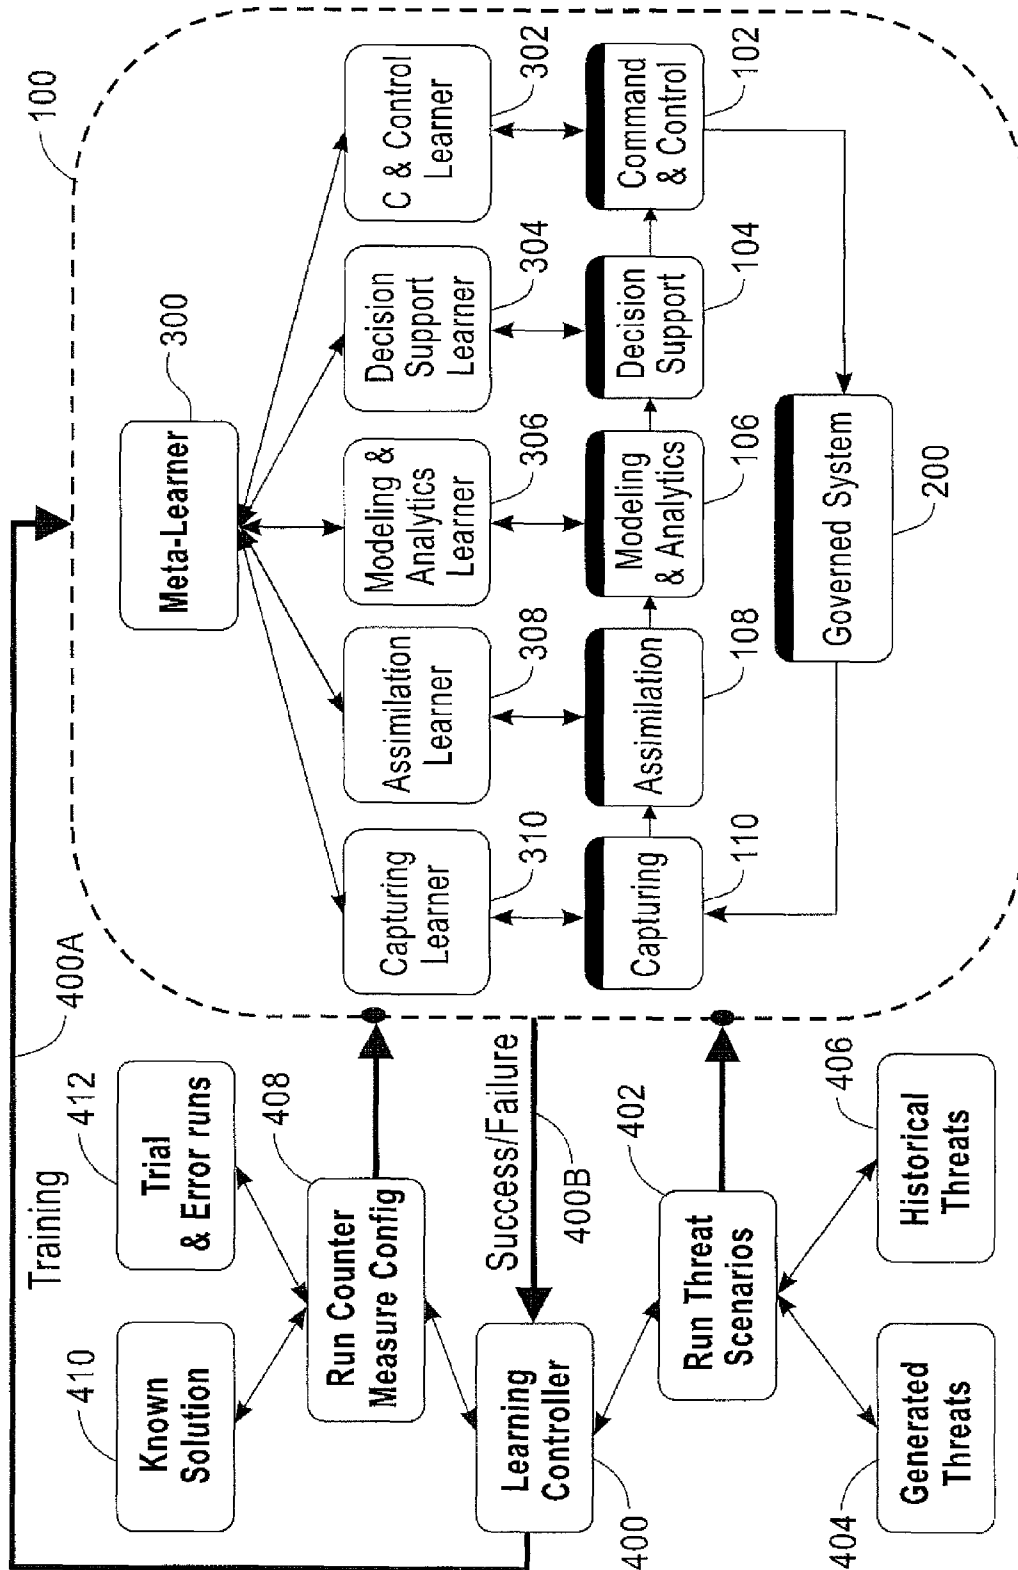 Training
400A
100
Known
Solution
410
Trial
& Error runs
412
Meta-Learner
300
Run Counter
Measure Config
408
Capturing
Learner
310
Assimilation
Learner
308
Modeling &
Analytics
Learner
306
Decision
Support
Learner
304
C & Control
Learner
302
Learning
Controller
400
Success/Failure
400B
Capturing
110
Assimilation
108
Modeling
& Analytics
106
Decision
Support
104
Command
& Control
102
Run Threat
Scenarios
402
Governed System
200
Generated
Threats
404
Historical
Threats
406